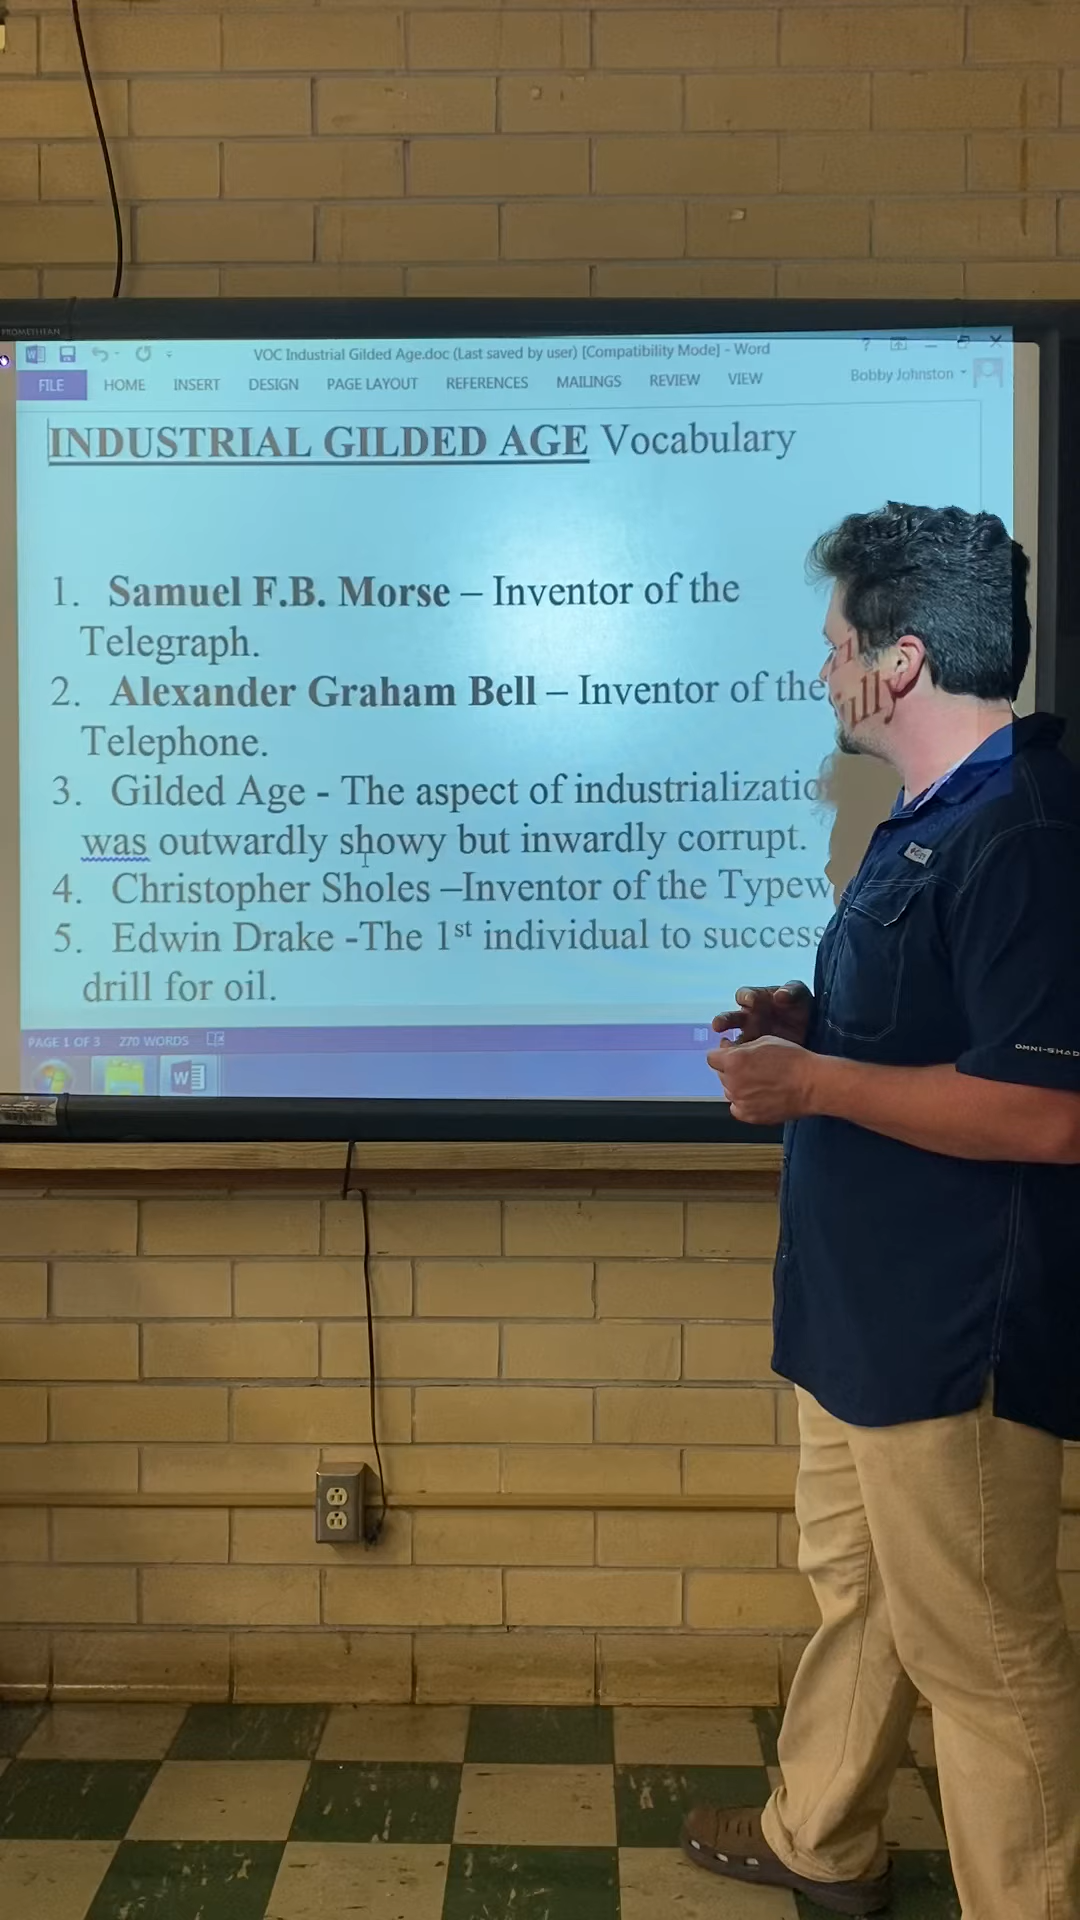 PROMETHEAN
VOC Industrial Gilded Age.doc (Last saved by user) [Compatibility Mode] - Word
FILE HOME INSERT DESIGN PAGE LAYOUT REFERENCES MAILINGS REVIEW VIEW Bobby Johnston
INDUSTRIAL GILDED AGE Vocabulary
1. Samuel F.B. Morse – Inventor of the
Telegraph.
2. Alexander Graham Bell – Inventor of the
Telephone.
3. Gilded Age - The aspect of industrializatio
was outwardly showy but inwardly corrupt.
4. Christopher Sholes –Inventor of the Typew
5. Edwin Drake -The 1st individual to success
ully
drill for oil.
PAGE 1 OF 3 270 WORDS
OMNI-SHAD